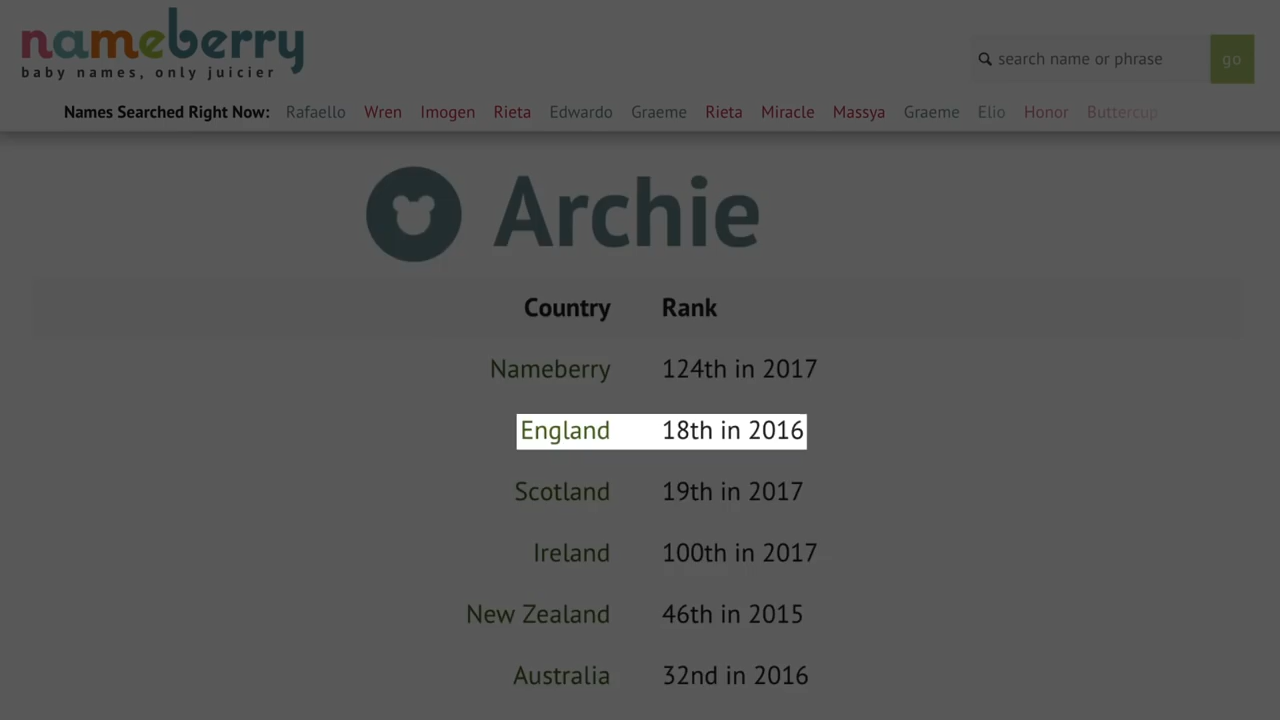 nameberry
baby names, only juicier
search name or phrase
go
Names Searched Right Now: Rafaello Wren Imogen Rieta Edwardo Graeme Rieta Miracle Massya Graeme Elio Honor Buttercup
Archie
Country Rank
Nameberry 124th in 2017
England 18th in 2016
Scotland 19th in 2017
Ireland 100th in 2017
New Zealand 46th in 2015
Australia 32nd in 2016